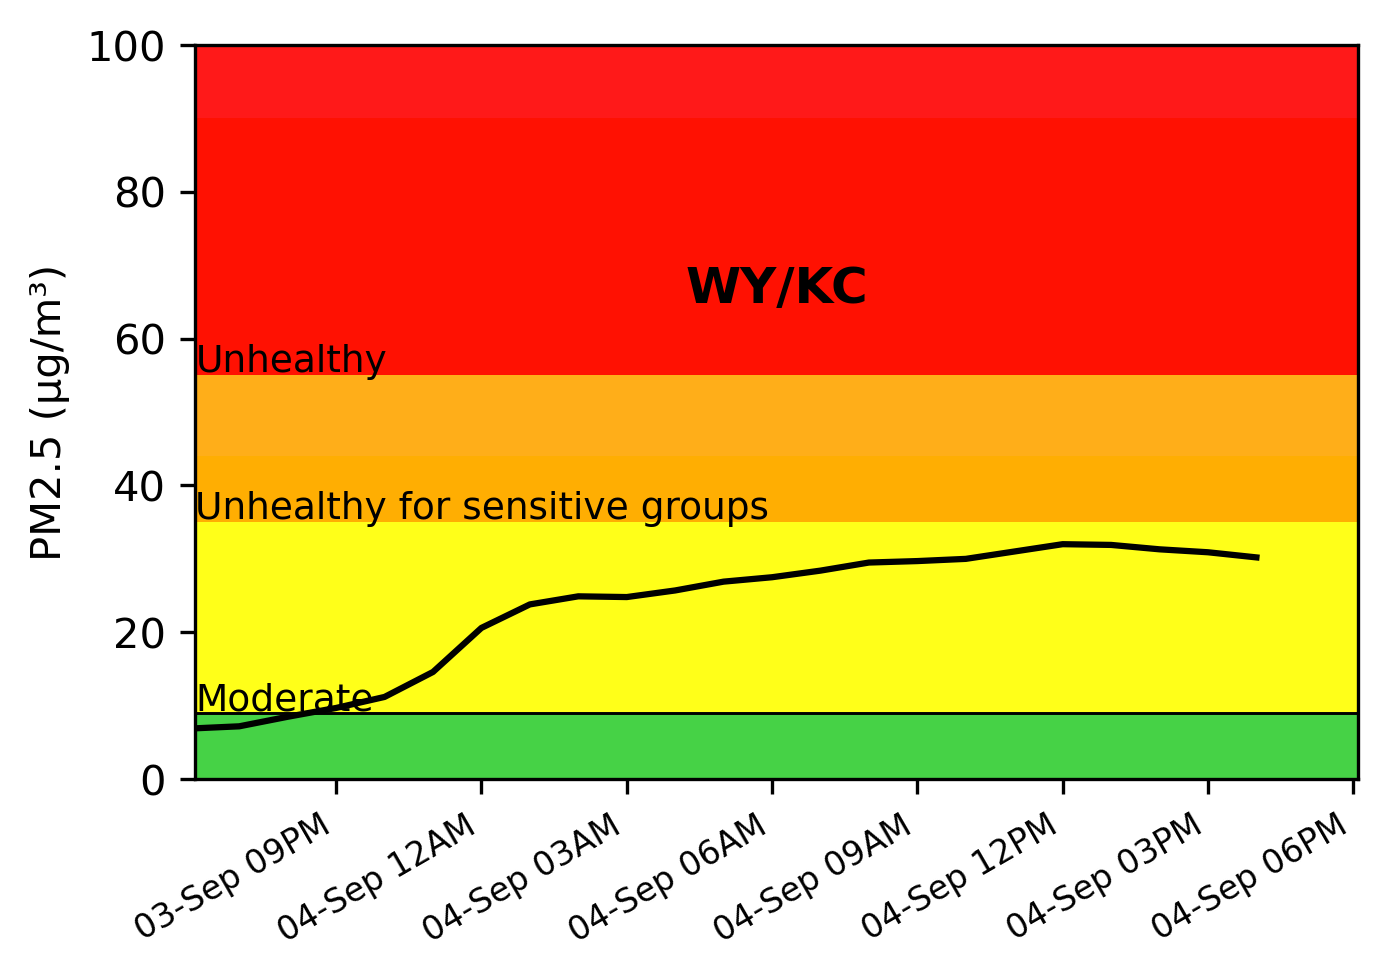 100
80
60
40
20
0
PM2.5 (µg/m³)
WY/KC
Unhealthy
Unhealthy for sensitive groups
Moderate
03-Sep 09PM
04-Sep 12AM
04-Sep 03AM
04-Sep 06AM
04-Sep 09AM
04-Sep 12PM
04-Sep 03PM
04-Sep 06PM